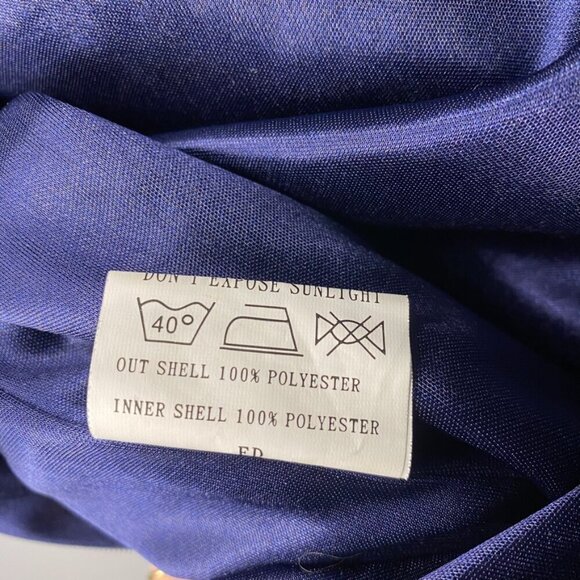 DON'T EXPOSE SUNLIGHT
40°
OUT SHELL 100% POLYESTER
INNER SHELL 100% POLYESTER